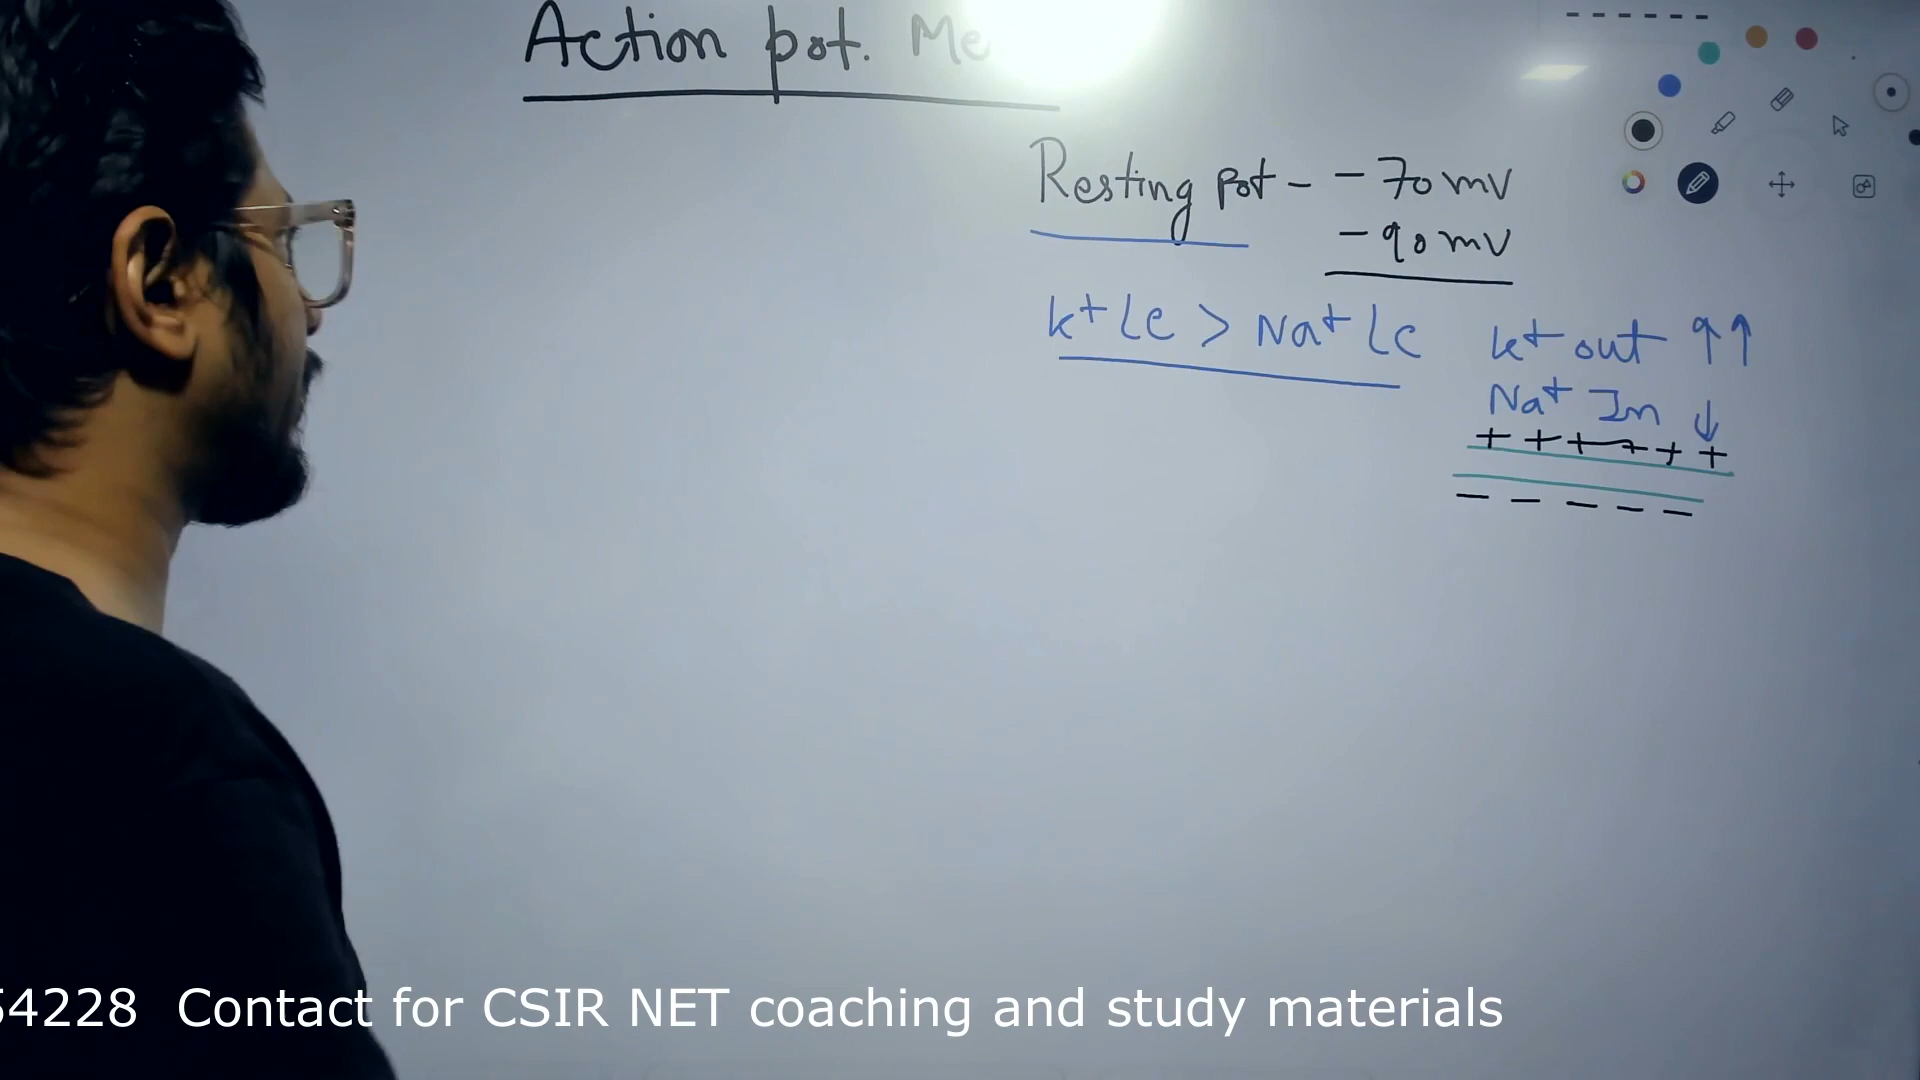 Action pot. Me
Resting pot - - 70 mV
- 90 mV
K+ LC > Na+ LC
K+ out ↑↑
Na+ In ↓
+ + + + + +
- - - - -
54228 Contact for CSIR NET coaching and study materials